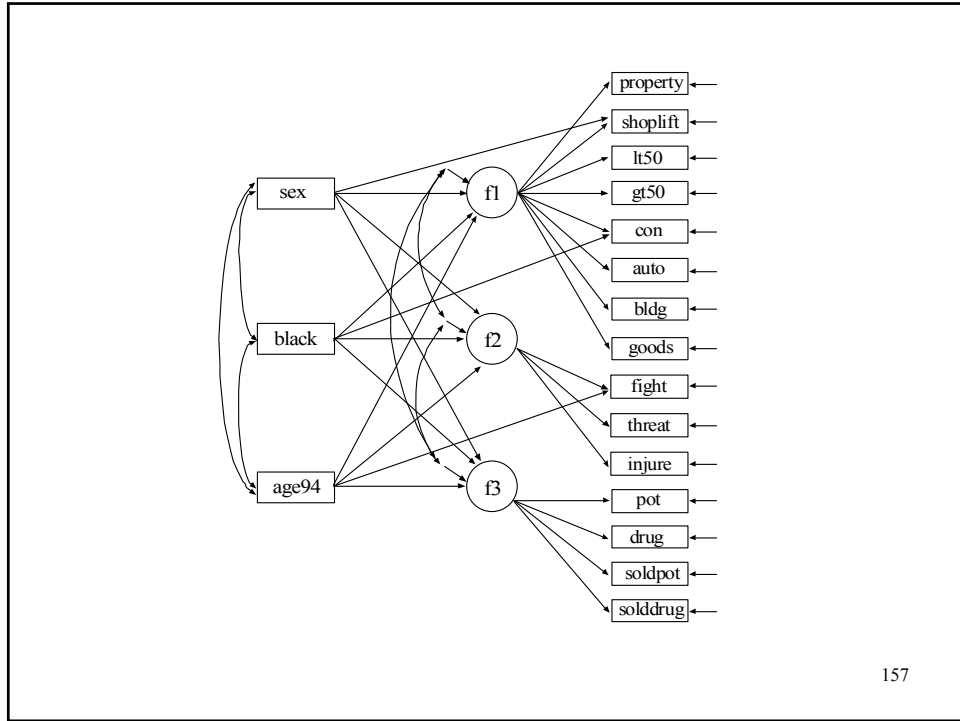 property
shoplift
lt50
gt50
con
auto
bldg
goods
fight
threat
injure
pot
drug
soldpot
solddrug
sex
black
age94
f1
f2
f3
157